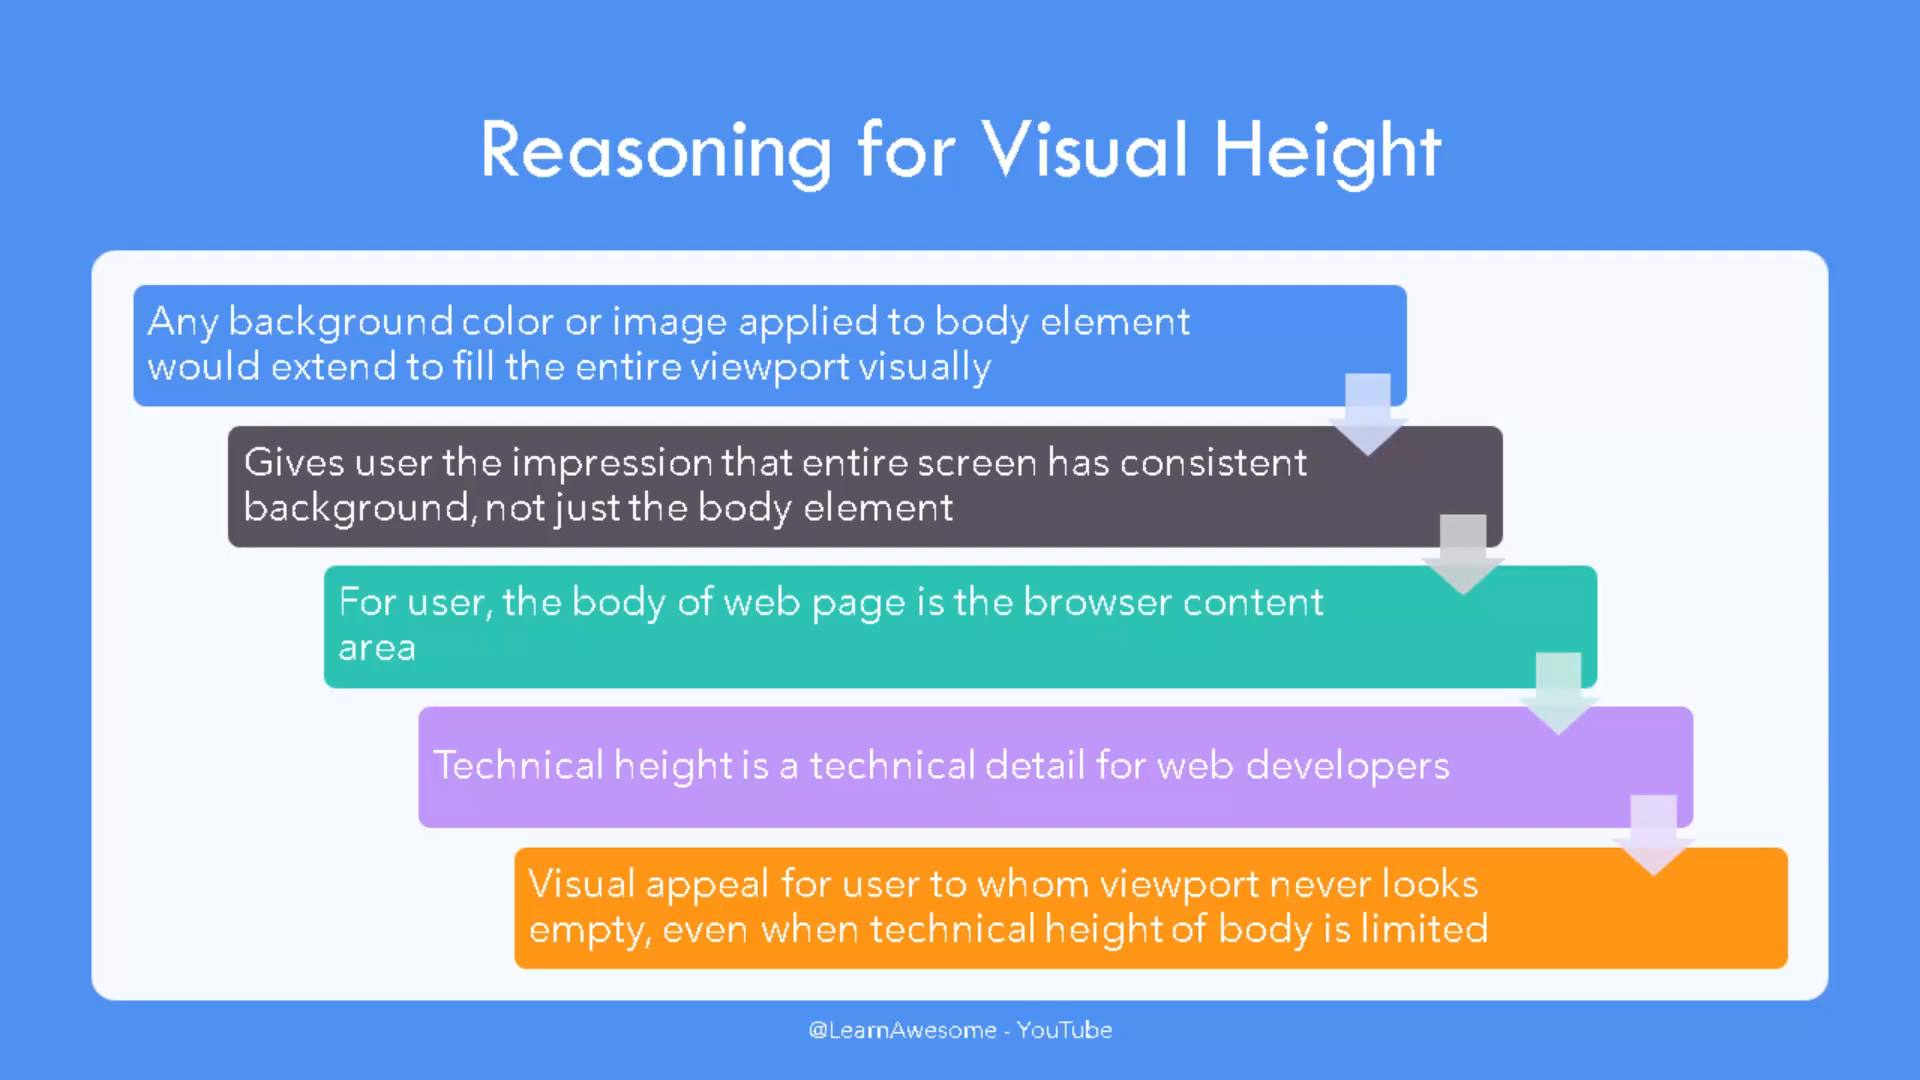 Reasoning for Visual Height
Any background color or image applied to body element
would extend to fill the entire viewport visually
Gives user the impression that entire screen has consistent
background, not just the body element
For user, the body of web page is the browser content
area
Technical height is a technical detail for web developers
Visual appeal for user to whom viewport never looks
empty, even when technical height of body is limited
@LearnAwesome - YouTube